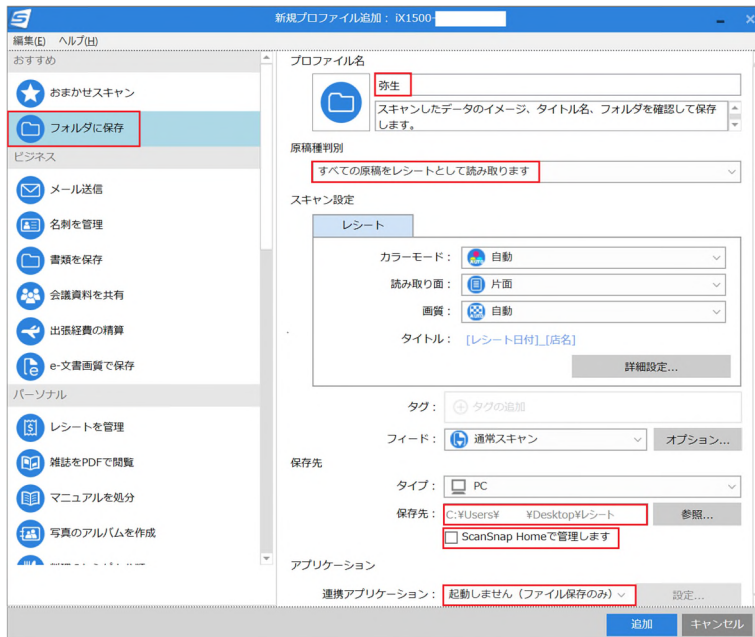 新規プロファイル追加： iX1500-
編集(E) ヘルプ(H)
おすすめ
おまかせスキャン
フォルダに保存
ビジネス
メール送信
名刺を管理
書類を保存
会議資料を共有
出張経費の精算
e-文書画質で保存
パーソナル
レシートを管理
雑誌をPDFで閲覧
マニュアルを処分
写真のアルバムを作成
プロファイル名
弥生
スキャンしたデータのイメージ、タイトル名、フォルダを確認して保存
します。
原稿種判別
すべての原稿をレシートとして読み取ります
スキャン設定
レシート
カラーモード： 自動
読み取り面： 片面
画質： 自動
タイトル： [レシート日付]_[店名]
詳細設定...
タグ： タグの追加
フィード： 通常スキャン オプション...
保存先
タイプ： PC
保存先： C:¥Users¥ ¥Desktop¥レシート 参照...
ScanSnap Homeで管理します
アプリケーション
連携アプリケーション： 起動しません（ファイル保存のみ） 設定...
追加 キャンセル